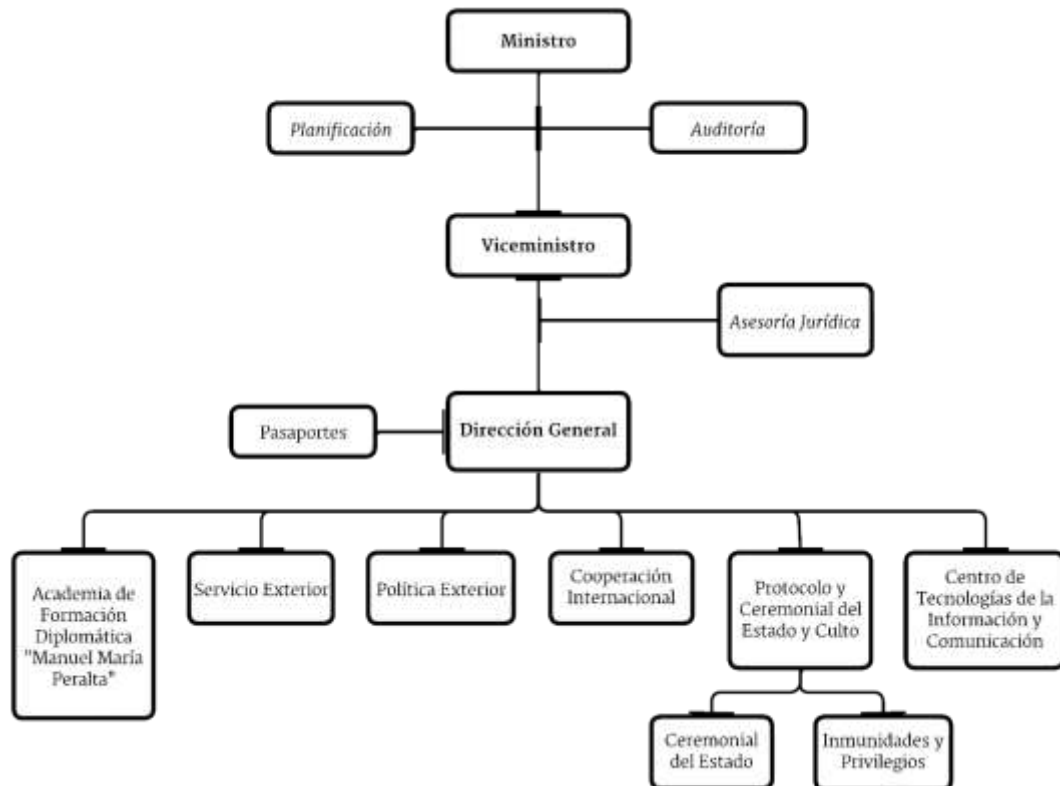 Ministro
Planificación
Auditoría
Viceministro
Asesoría Jurídica
Pasaportes
Dirección General
Academia de
Formación
Diplomática
"Manuel María
Peralta"
Servicio Exterior
Política Exterior
Cooperación
Internacional
Protocolo y
Ceremonial del
Estado y Culto
Centro de
Tecnologías de la
Información y
Comunicación
Ceremonial
del Estado
Inmunidades y
Privilegios